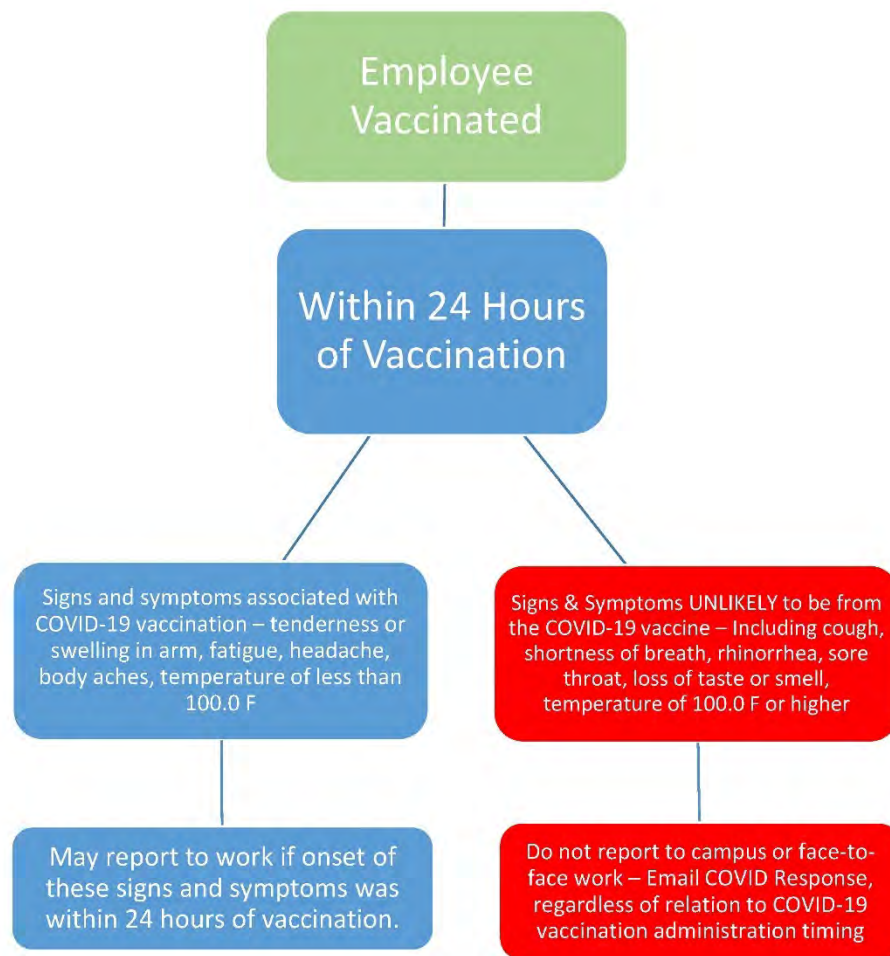 Employee
Vaccinated
Within 24 Hours
of Vaccination
Signs and symptoms associated with
COVID-19 vaccination – tenderness or
swelling in arm, fatigue, headache,
body aches, temperature of less than
100.0 F
Signs & Symptoms UNLIKELY to be from
the COVID-19 vaccine – Including cough,
shortness of breath, rhinorrhea, sore
throat, loss of taste or smell,
temperature of 100.0 F or higher
May report to work if onset of
these signs and symptoms was
within 24 hours of vaccination.
Do not report to campus or face-to-
face work – Email COVID Response,
regardless of relation to COVID-19
vaccination administration timing